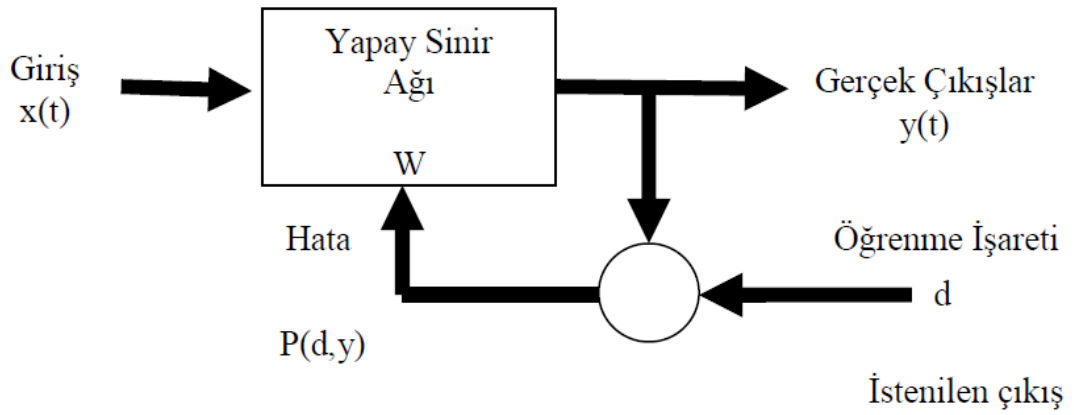 Yapay Sinir
Ağı
W
Giriş
x(t)
Gerçek Çıkışlar
y(t)
Hata
P(d,y)
Öğrenme İşareti
d
İstenilen çıkış